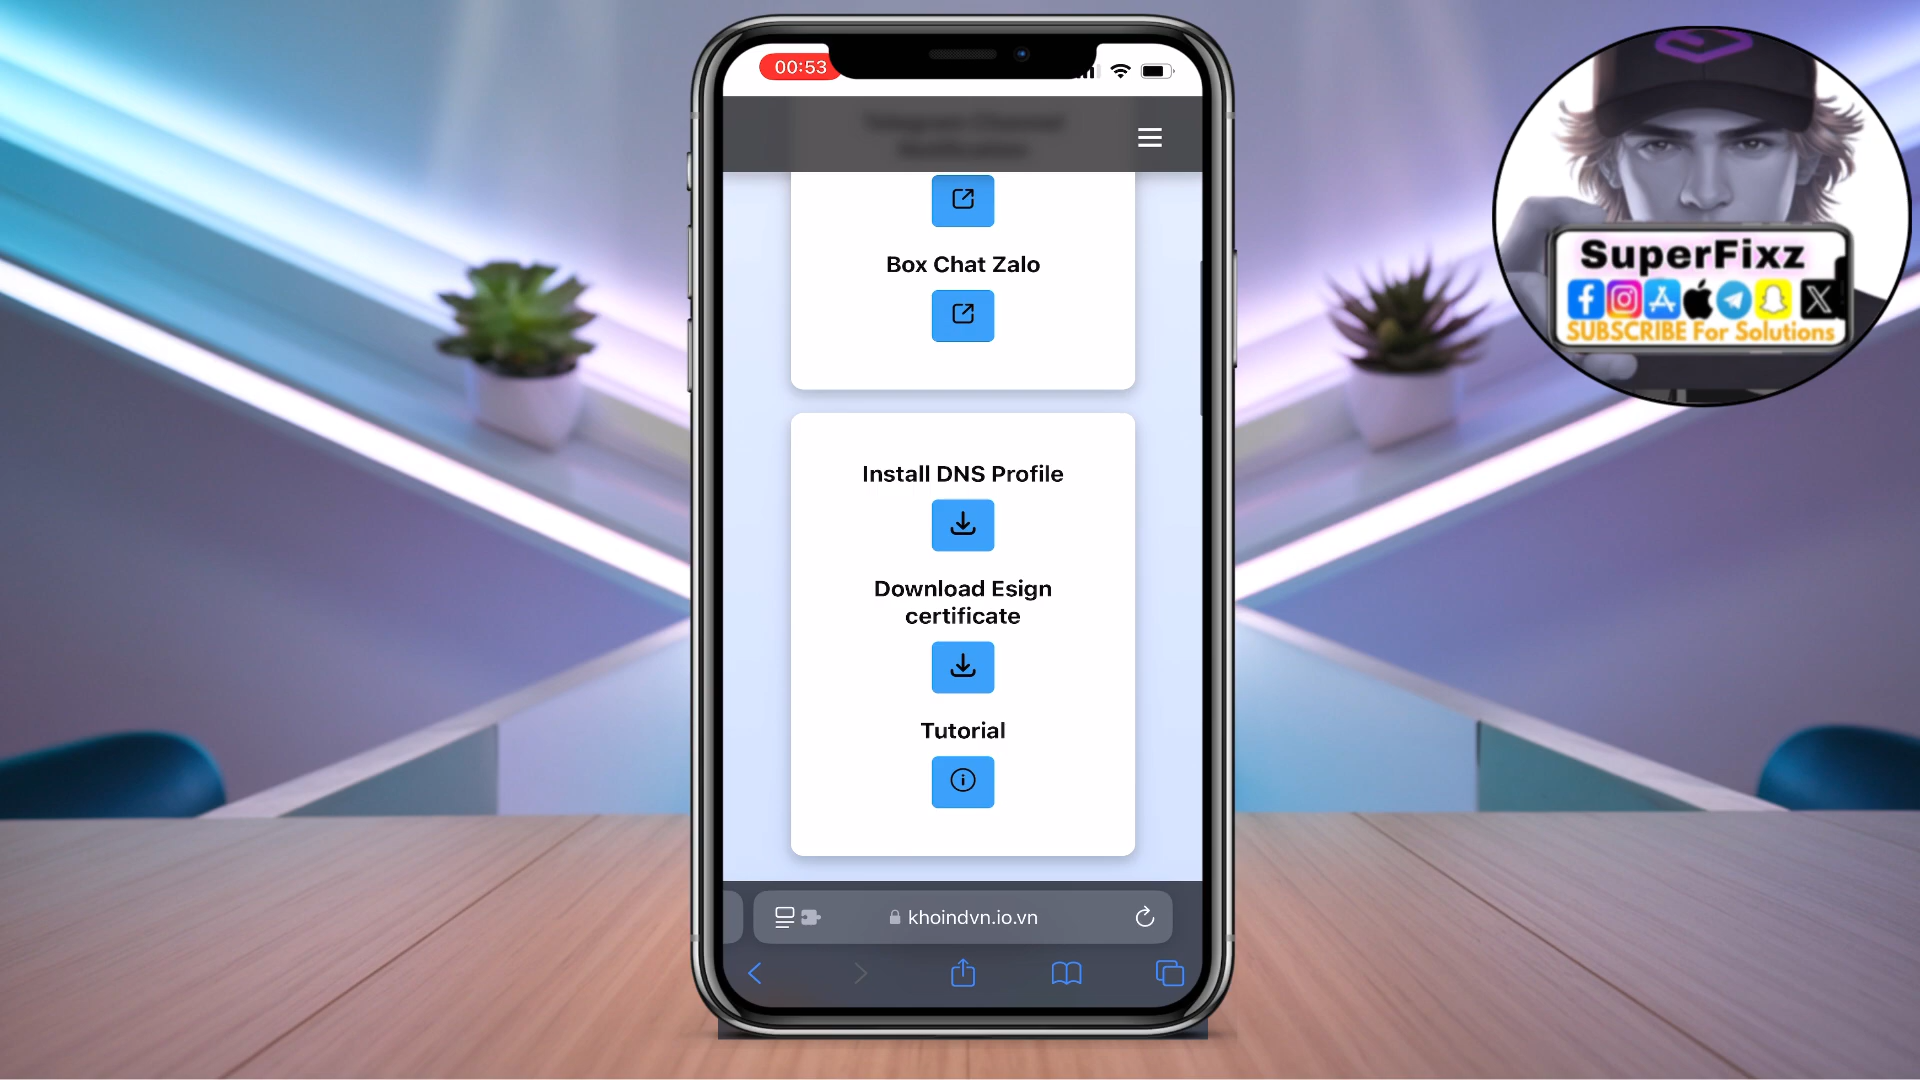 00:53
Box Chat Zalo
Install DNS Profile
Download Esign
certificate
Tutorial
khoindvn.io.vn
SuperFixz
SUBSCRIBE For Solutions